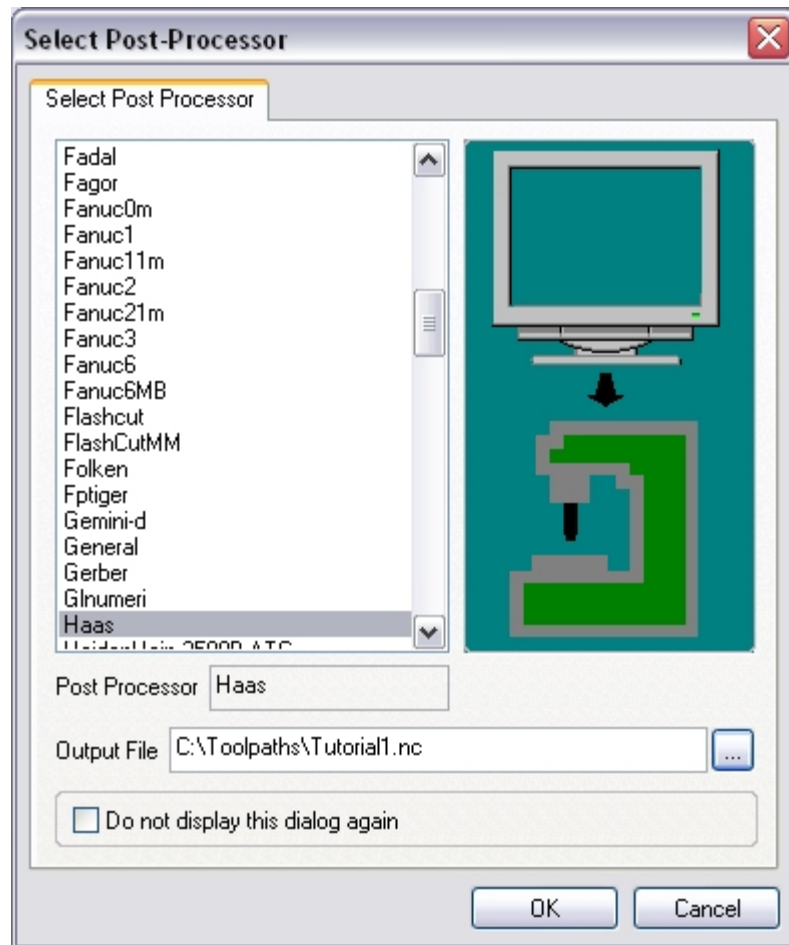 Select Post-Processor
Select Post Processor
Fadal
Fagor
Fanuc0m
Fanuc1
Fanuc11m
Fanuc2
Fanuc21m
Fanuc3
Fanuc6
Fanuc6MB
Flashcut
FlashCutMM
Folken
Fptiger
Gemini-d
General
Gerber
Glnumeri
Haas
Post Processor Haas
Output File C:\Toolpaths\Tutorial1.nc ...
Do not display this dialog again
OK Cancel